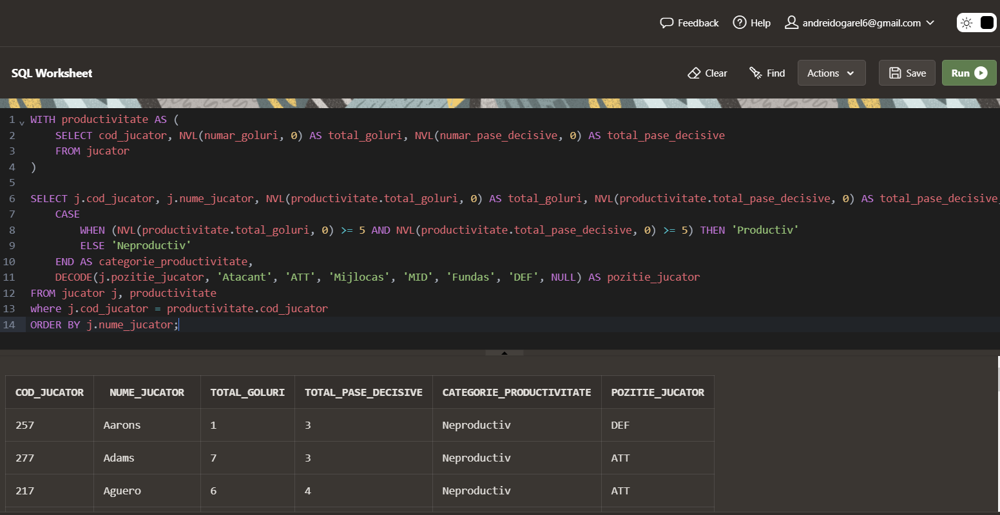 Feedback Help andreidogarel6@gmail.com
SQL Worksheet Clear Find Actions Save Run
1 WITH productivitate AS (
2 SELECT cod_jucator, NVL(numar_goluri, 0) AS total_goluri, NVL(numar_pase_decisive, 0) AS total_pase_decisive
3 FROM jucator
4 )
5
6 SELECT j.cod_jucator, j.nume_jucator, NVL(productivitate.total_goluri, 0) AS total_goluri, NVL(productivitate.total_pase_decisive, 0) AS total_pase_decisive,
7 CASE
8 WHEN (NVL(productivitate.total_goluri, 0) >= 5 AND NVL(productivitate.total_pase_decisive, 0) >= 5) THEN 'Productiv'
9 ELSE 'Neproductiv'
10 END AS categorie_productivitate,
11 DECODE(j.pozitie_jucator, 'Atacant', 'ATT', 'Mijlocas', 'MID', 'Fundas', 'DEF', NULL) AS pozitie_jucator
12 FROM jucator j, productivitate
13 where j.cod_jucator = productivitate.cod_jucator
14 ORDER BY j.nume_jucator;
COD_JUCATOR NUME_JUCATOR TOTAL_GOLURI TOTAL_PASE_DECISIVE CATEGORIE_PRODUCTIVITATE POZITIE_JUCATOR
257 Aarons 1 3 Neproductiv DEF
277 Adams 7 3 Neproductiv ATT
217 Aguero 6 4 Neproductiv ATT